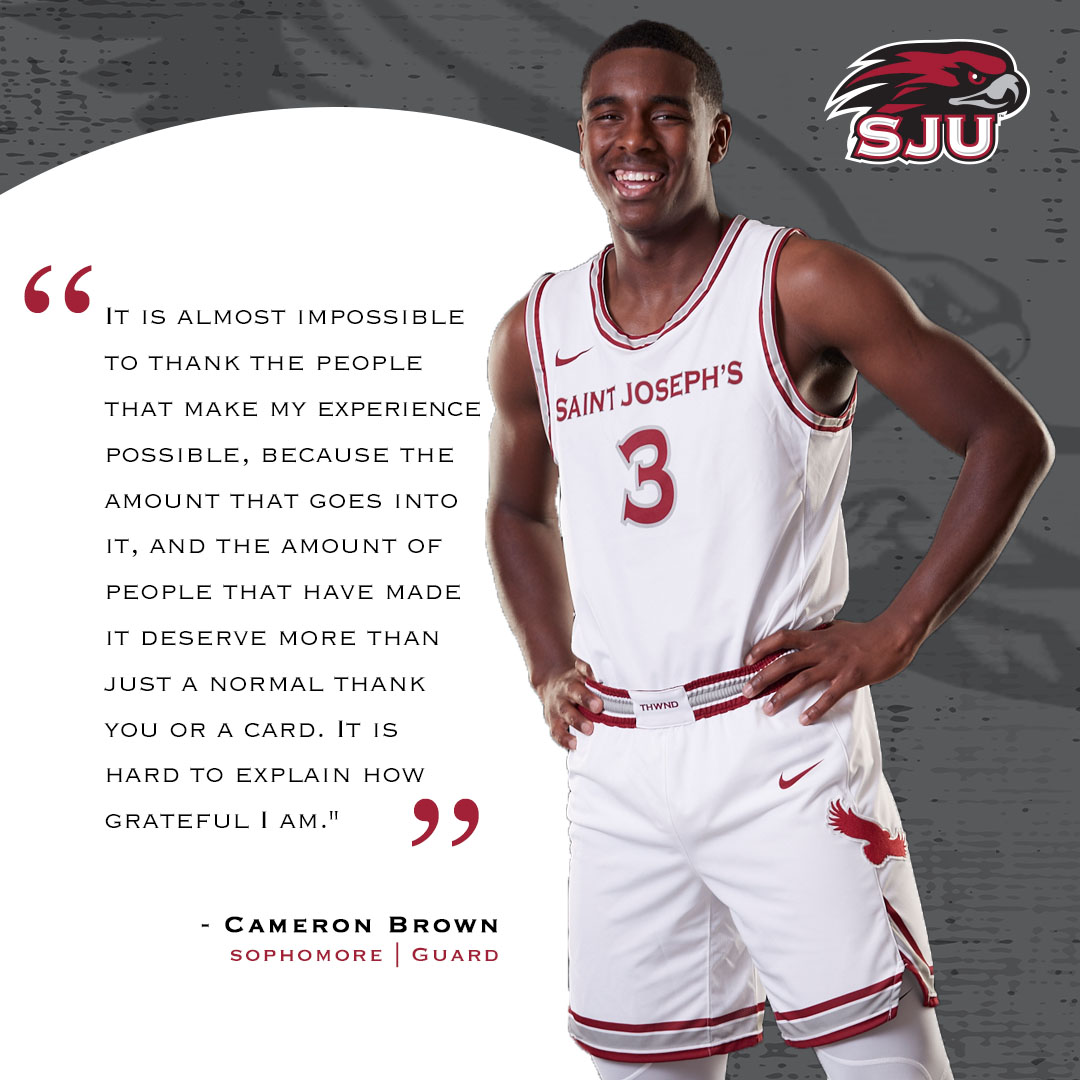 SJU
“
It is almost impossible
to thank the people
that make my experience
possible, because the
amount that goes into
it, and the amount of
people that have made
it deserve more than
just a normal thank
you or a card. It is
hard to explain how
grateful I am."
”
- Cameron Brown
sophomore | Guard
SAINT JOSEPH'S
3
THWND